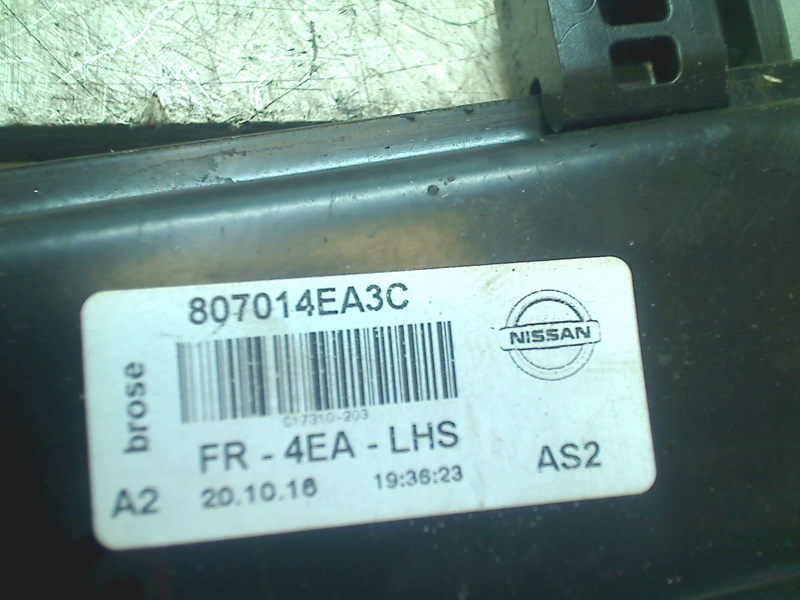 807014EA3C
NISSAN
brose
C17310-203
FR - 4EA - LHS
A2
20.10.16
19:36:23
AS2